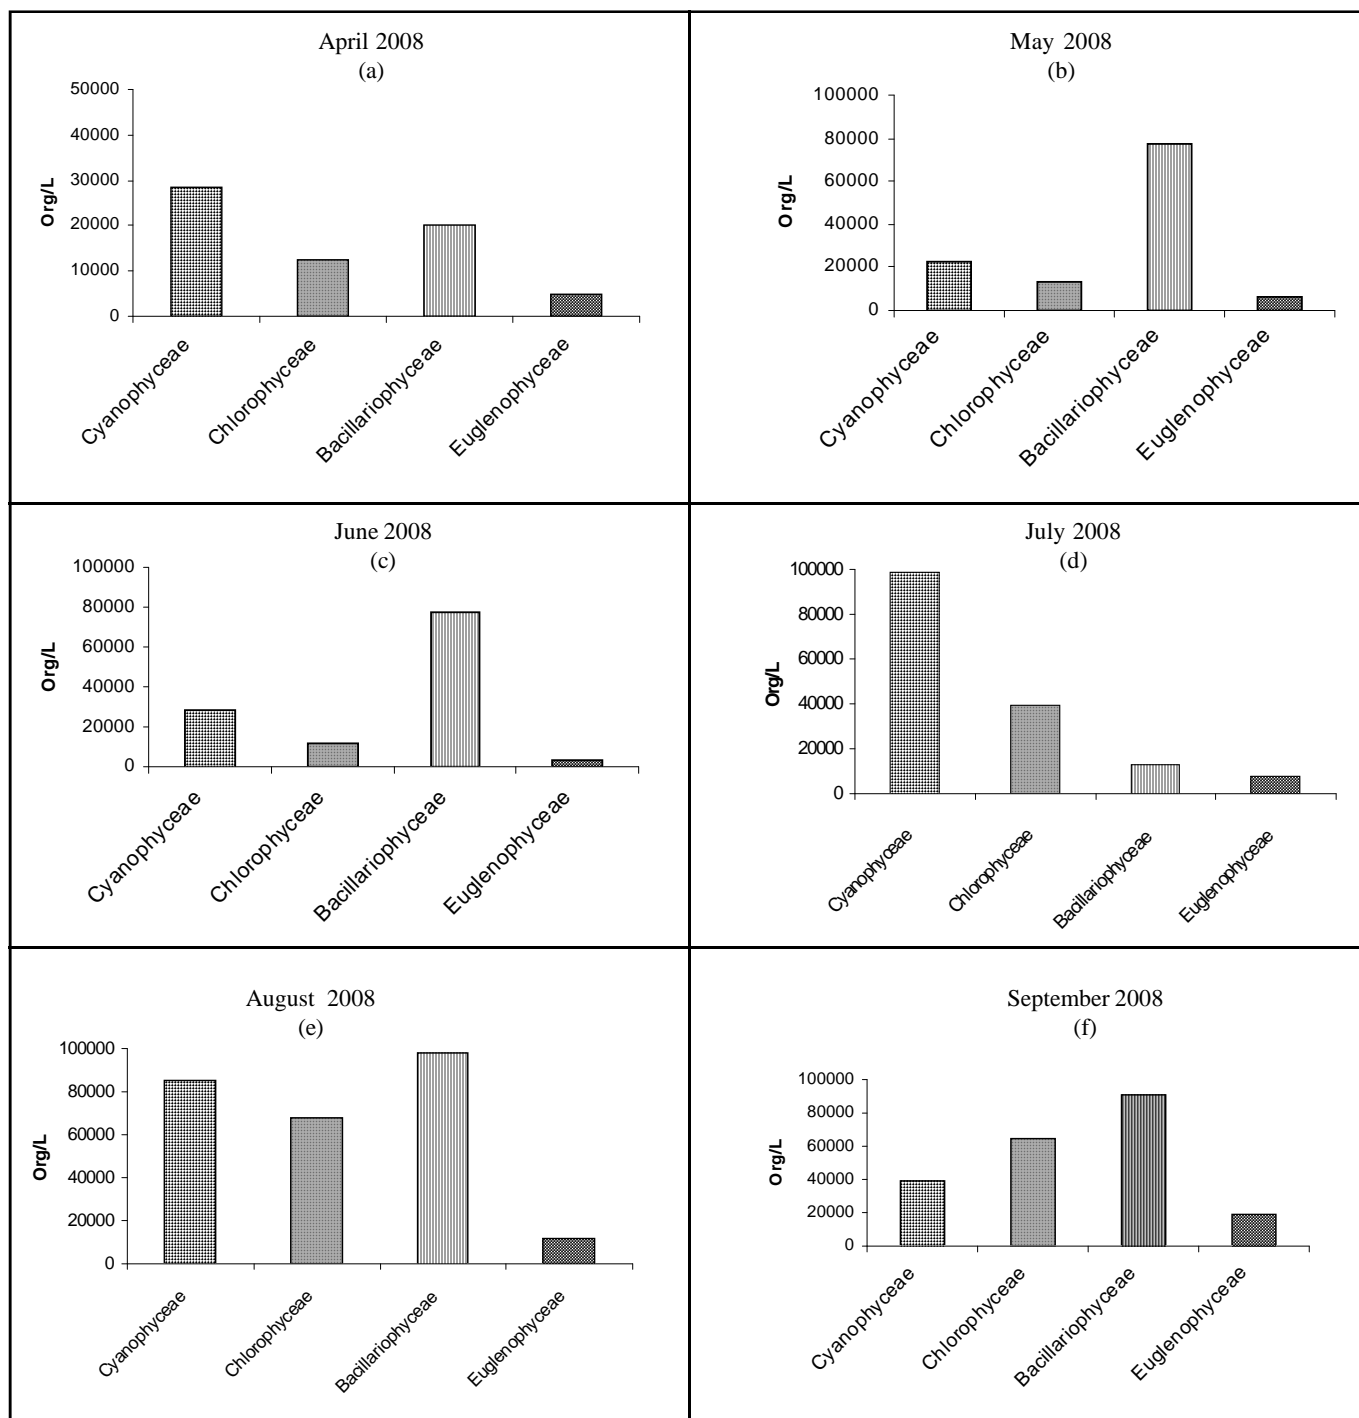 April 2008
(a)
50000
40000
30000
20000
10000
0
Org/L
Cyanophyceae
Chlorophyceae
Bacillariophyceae
Euglenophyceae
May 2008
(b)
100000
80000
60000
40000
20000
0
Org/L
Cyanophyceae
Chlorophyceae
Bacillariophyceae
Euglenophyceae
June 2008
(c)
100000
80000
60000
40000
20000
0
Org/L
Cyanophyceae
Chlorophyceae
Bacillariophyceae
Euglenophyceae
July 2008
(d)
100000
80000
60000
40000
20000
0
Org/L
Cyanophyceae
Chlorophyceae
Bacillariophyceae
Euglenophyceae
August 2008
(e)
100000
80000
60000
40000
20000
0
Org/L
Cyanophyceae
Chlorophyceae
Bacillariophyceae
Euglenophyceae
September 2008
(f)
100000
80000
60000
40000
20000
0
Org/L
Cyanophyceae
Chlorophyceae
Bacillariophyceae
Euglenophyceae